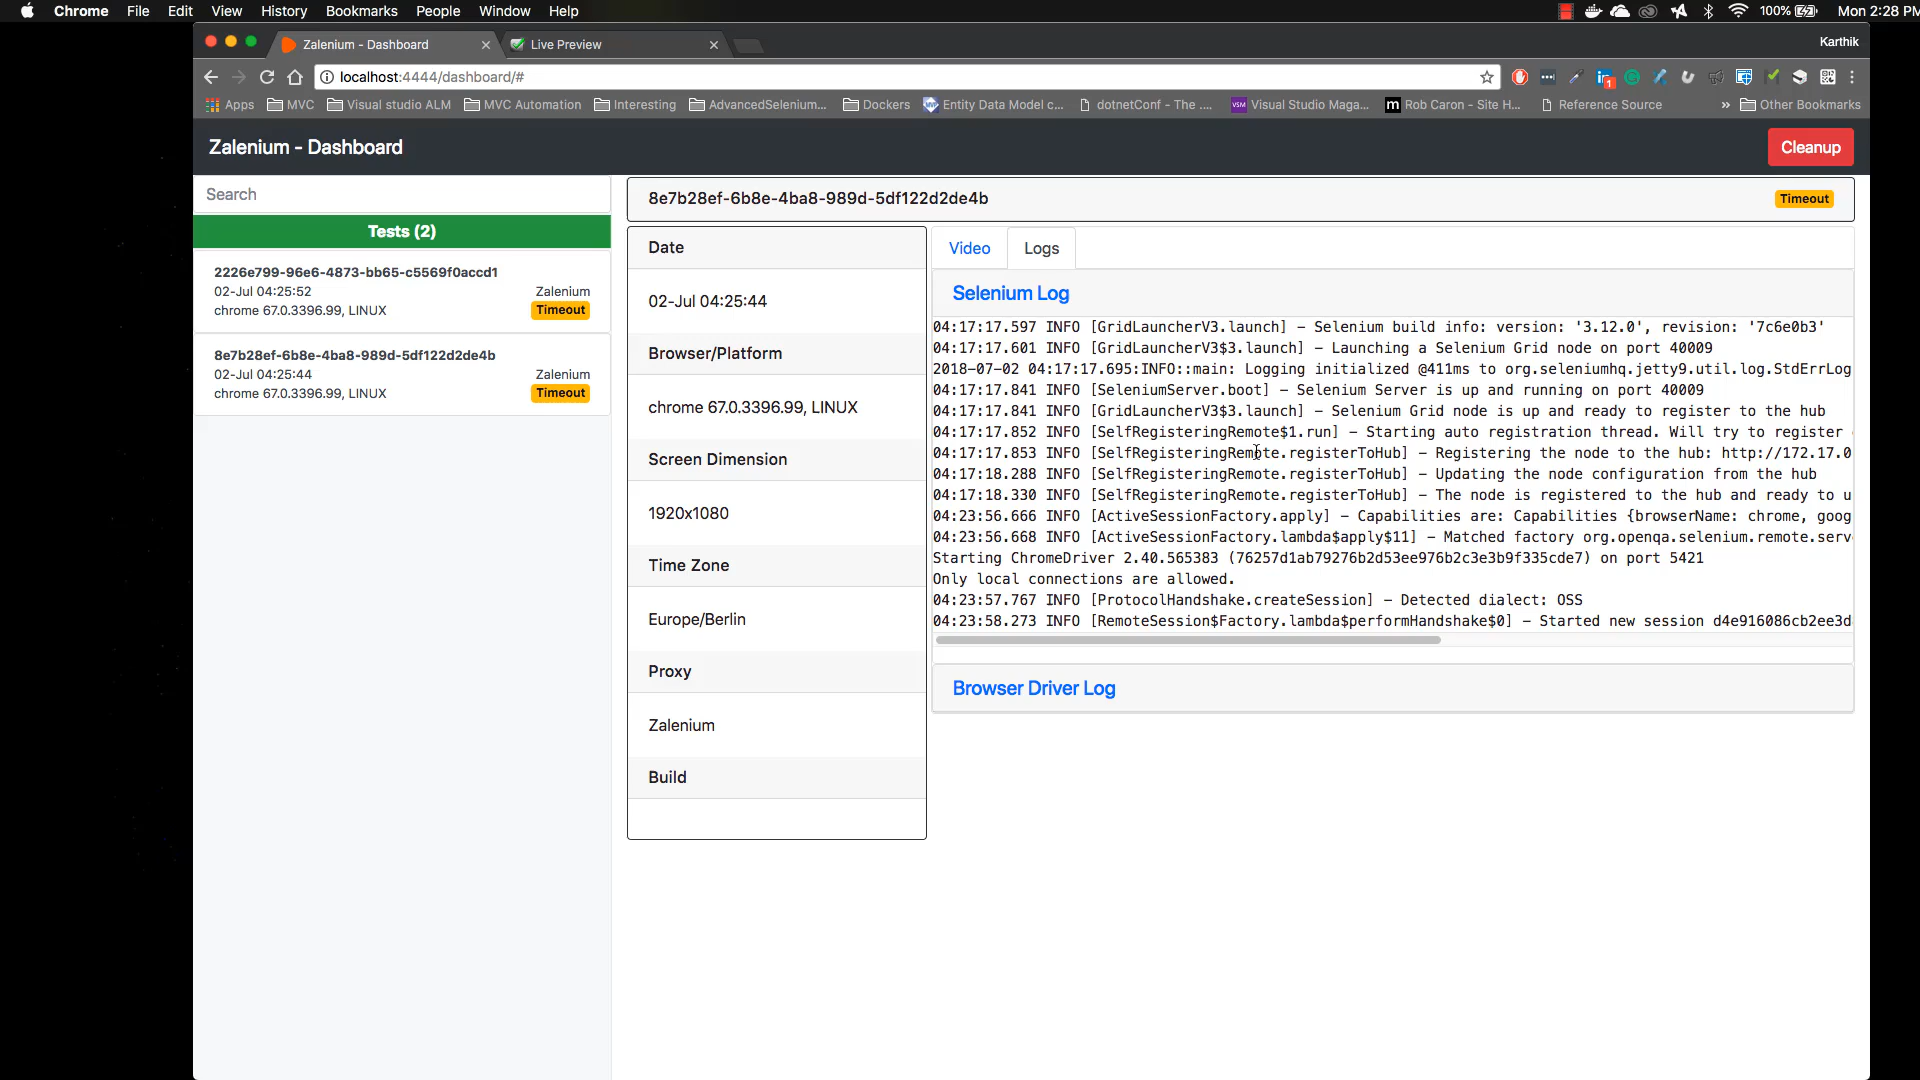 Chrome File Edit View History Bookmarks People Window Help 100% Mon 2:28 PM
Zalenium - Dashboard Live Preview Karthik
localhost:4444/dashboard/#
Apps MVC Visual studio ALM MVC Automation Interesting AdvancedSelenium... Dockers Entity Data Model c... dotnetConf - The .... VSM Visual Studio Maga... m Rob Caron - Site H... Reference Source » Other Bookmarks
Zalenium - Dashboard
Cleanup
Search
Tests (2)
2226e799-96e6-4873-bb65-c5569f0accd1
02-Jul 04:25:52 Zalenium
chrome 67.0.3396.99, LINUX Timeout
8e7b28ef-6b8e-4ba8-989d-5df122d2de4b
02-Jul 04:25:44 Zalenium
chrome 67.0.3396.99, LINUX Timeout
8e7b28ef-6b8e-4ba8-989d-5df122d2de4b Timeout
Date
02-Jul 04:25:44
Browser/Platform
chrome 67.0.3396.99, LINUX
Screen Dimension
1920x1080
Time Zone
Europe/Berlin
Proxy
Zalenium
Build
Video Logs
Selenium Log
04:17:17.597 INFO [GridLauncherV3.launch] - Selenium build info: version: '3.12.0', revision: '7c6e0b3'
04:17:17.601 INFO [GridLauncherV3$3.launch] - Launching a Selenium Grid node on port 40009
2018-07-02 04:17:17.695:INFO::main: Logging initialized @411ms to org.seleniumhq.jetty9.util.log.StdErrLog
04:17:17.841 INFO [SeleniumServer.boot] - Selenium Server is up and running on port 40009
04:17:17.841 INFO [GridLauncherV3$3.launch] - Selenium Grid node is up and ready to register to the hub
04:17:17.852 INFO [SelfRegisteringRemote$1.run] - Starting auto registration thread. Will try to register
04:17:17.853 INFO [SelfRegisteringRemote.registerToHub] - Registering the node to the hub: http://172.17.0
04:17:18.288 INFO [SelfRegisteringRemote.registerToHub] - Updating the node configuration from the hub
04:17:18.330 INFO [SelfRegisteringRemote.registerToHub] - The node is registered to the hub and ready to u
04:23:56.666 INFO [ActiveSessionFactory.apply] - Capabilities are: Capabilities {browserName: chrome, goog
04:23:56.668 INFO [ActiveSessionFactory.lambda$apply$11] - Matched factory org.openqa.selenium.remote.serv
Starting ChromeDriver 2.40.565383 (76257d1ab79276b2d53ee976b2c3e3b9f335cde7) on port 5421
Only local connections are allowed.
04:23:57.767 INFO [ProtocolHandshake.createSession] - Detected dialect: OSS
04:23:58.273 INFO [RemoteSession$Factory.lambda$performHandshake$0] - Started new session d4e916086cb2ee3d
Browser Driver Log